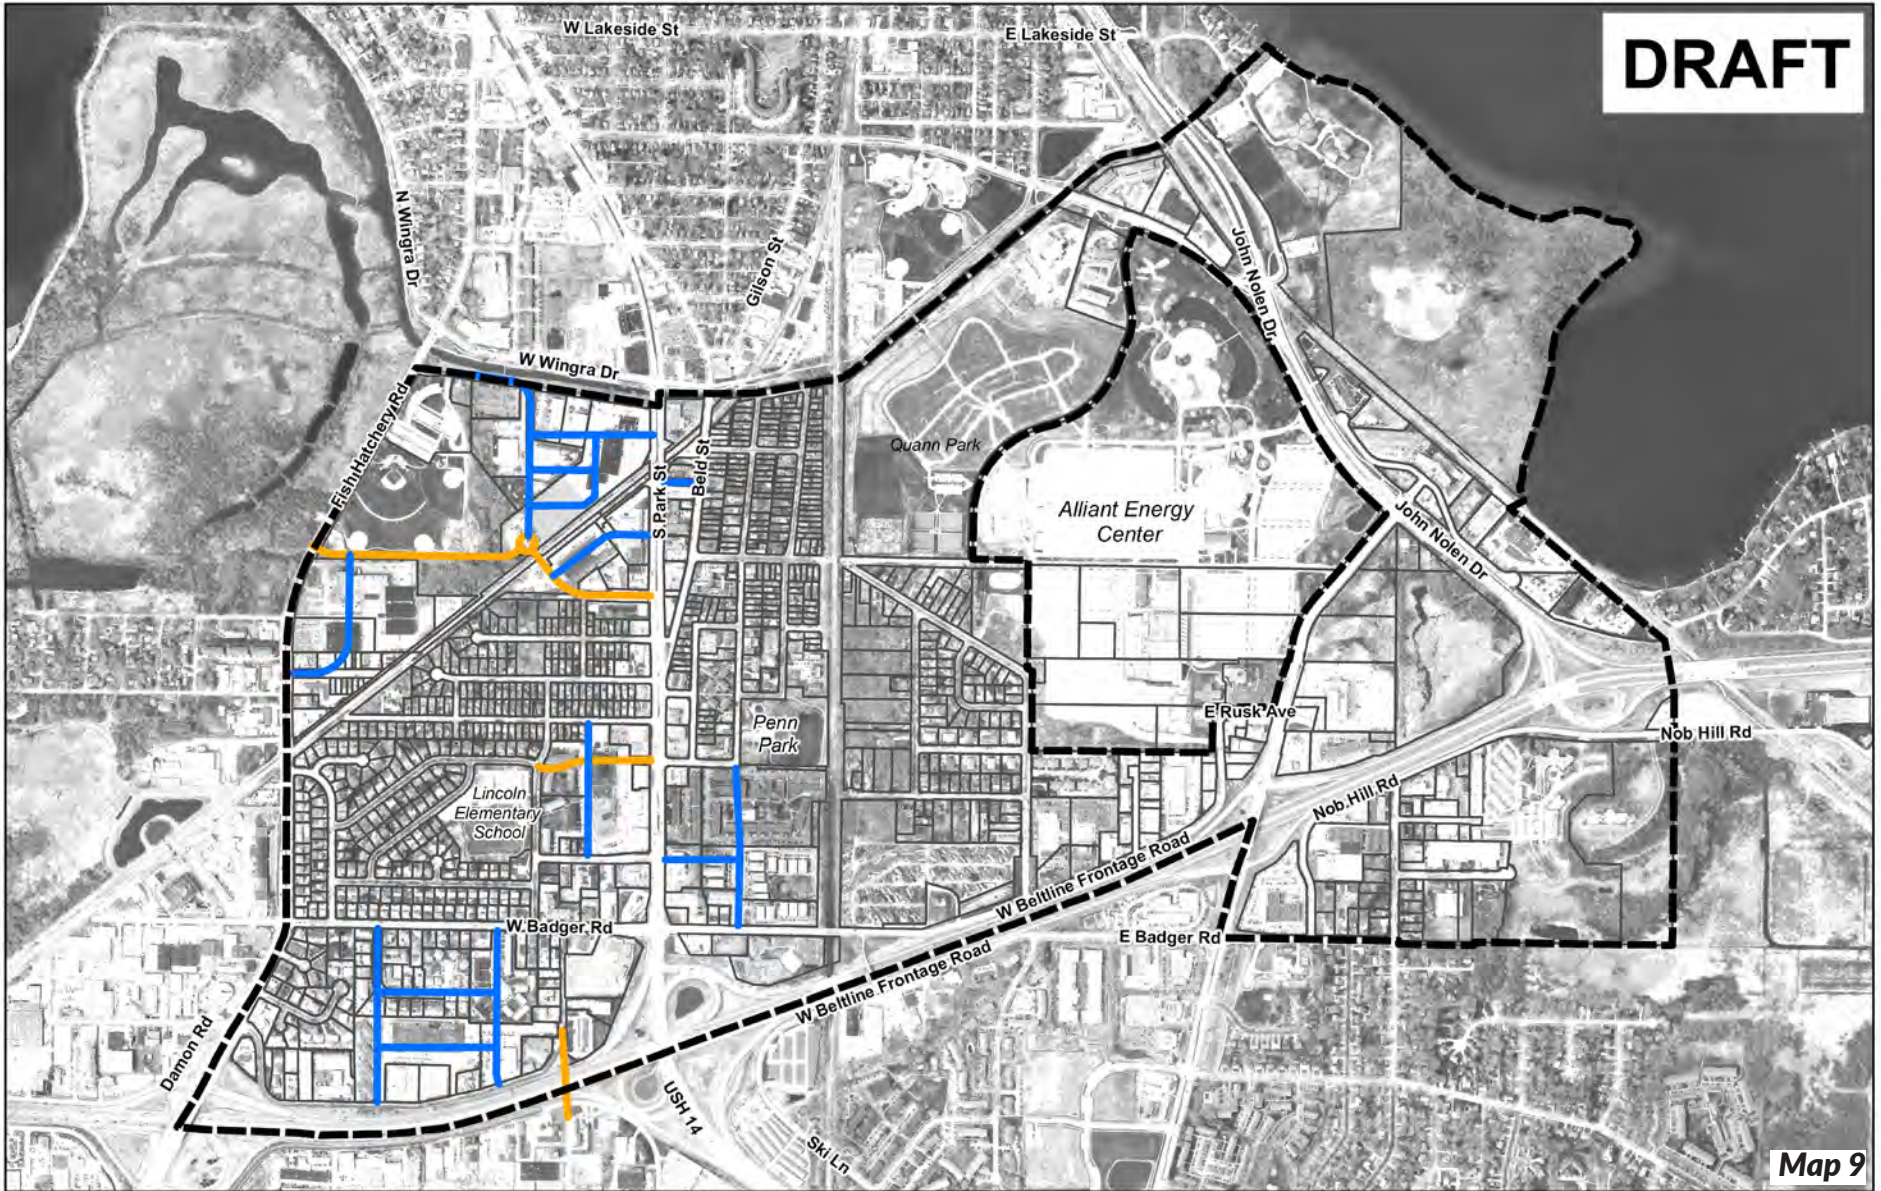 W Lakeside St
E Lakeside St
DRAFT
N Wingra Dr
Gilson St
John Nolen Dr
W Wingra Dr
Fish Hatchery Rd
Quann Park
Beld St
S Park St
Alliant Energy
Center
John Nolen Dr
E Rusk Ave
Penn
Park
Nob Hill Rd
Lincoln
Elementary
School
Nob Hill Rd
W Beltline Frontage Road
W Badger Rd
E Badger Rd
W Beltline Frontage Road
Damon Rd
USH 14
Ski Ln
Map 9